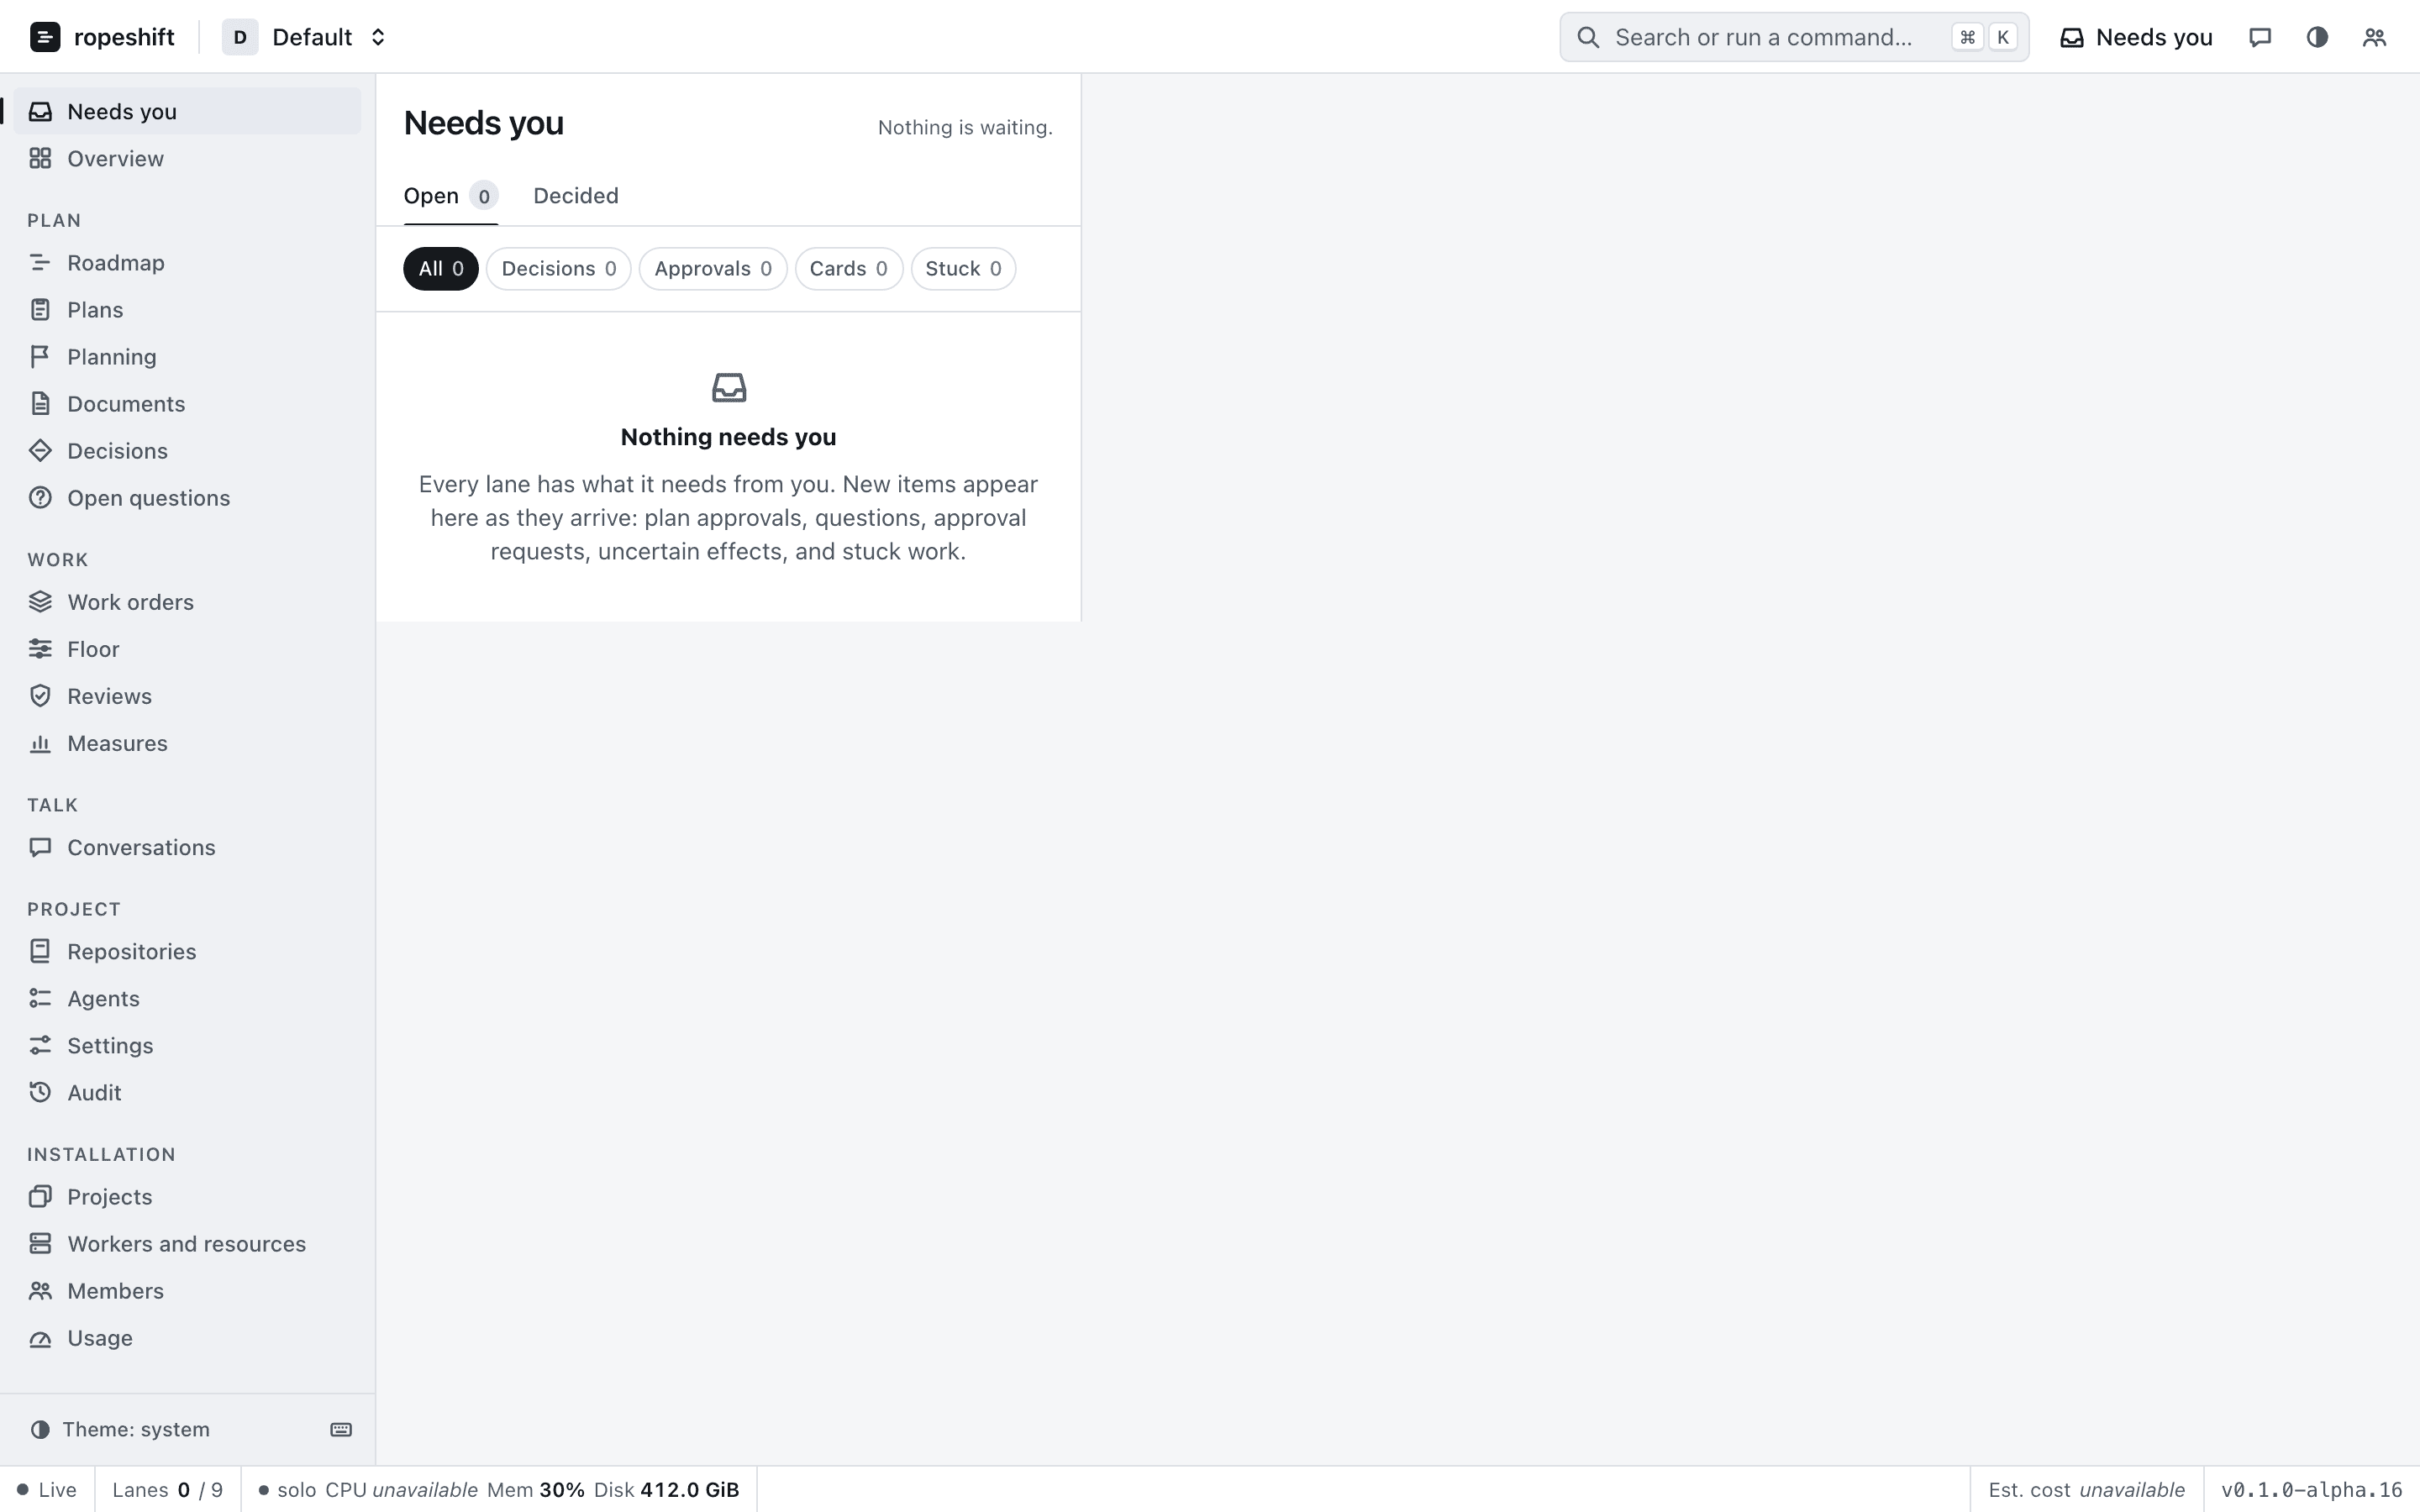 ropeshift
D Default
Search or run a command... ⌘ K
Needs you
Needs you
Overview
PLAN
Roadmap
Plans
Planning
Documents
Decisions
Open questions
WORK
Work orders
Floor
Reviews
Measures
TALK
Conversations
PROJECT
Repositories
Agents
Settings
Audit
INSTALLATION
Projects
Workers and resources
Members
Usage
Theme: system
Needs you
Nothing is waiting.
Open 0 Decided
All 0 Decisions 0 Approvals 0 Cards 0 Stuck 0
Nothing needs you
Every lane has what it needs from you. New items appear
here as they arrive: plan approvals, questions, approval
requests, uncertain effects, and stuck work.
Live Lanes 0 / 9 solo CPU unavailable Mem 30% Disk 412.0 GiB Est. cost unavailable v0.1.0-alpha.16